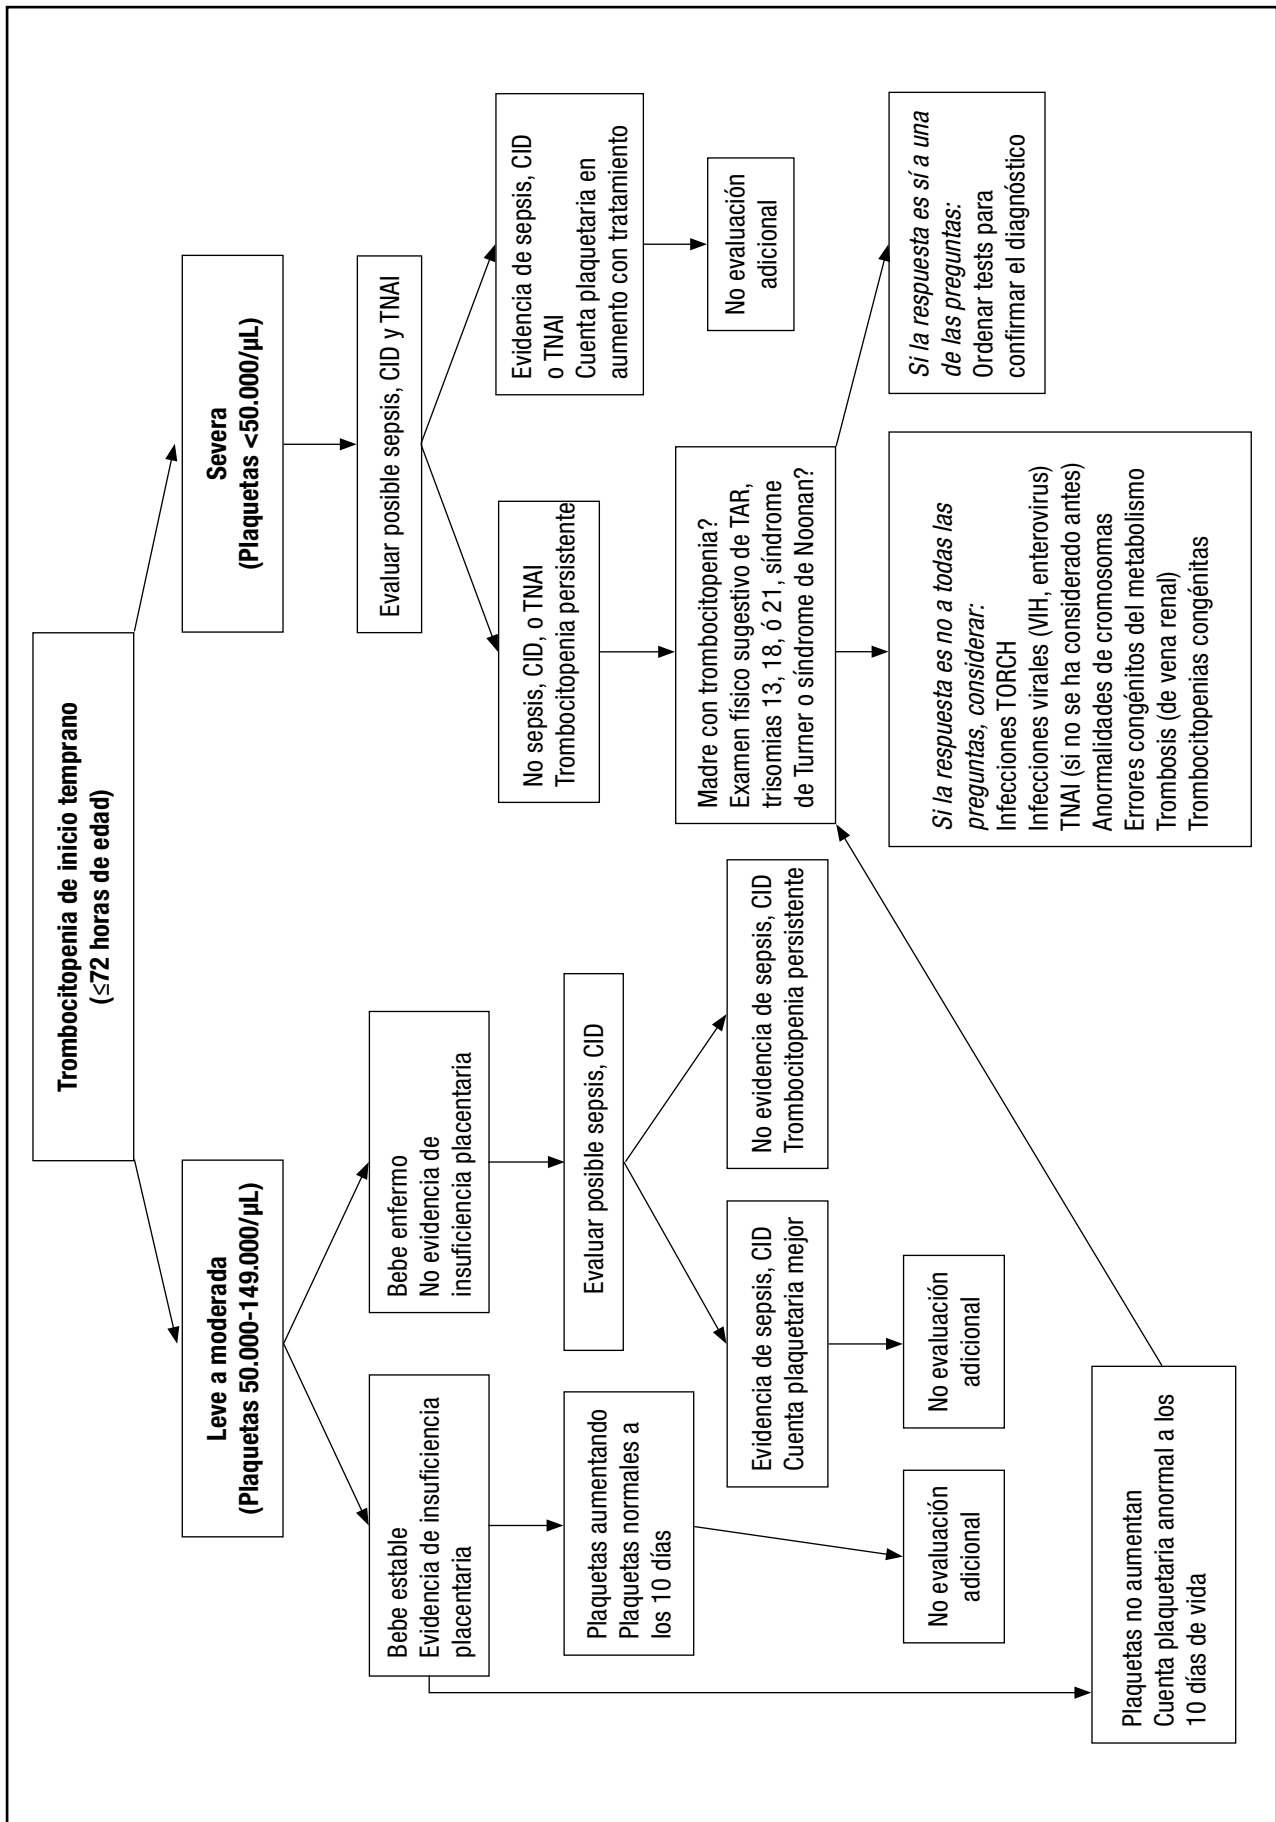 Trombocitopenia de inicio temprano
(≤72 horas de edad)
Leve a moderada
(Plaquetas 50.000-149.000/µL)
Severa
(Plaquetas <50.000/µL)
Bebe estable
Evidencia de insuficiencia
placentaria
Bebe enfermo
No evidencia de
insuficiencia placentaria
Evaluar posible sepsis, CID y TNAI
Plaquetas aumentando
Plaquetas normales a
los 10 días
Evaluar posible sepsis, CID
No sepsis, CID, o TNAI
Trombocitopenia persistente
Evidencia de sepsis, CID
o TNAI
Cuenta plaquetaria en
aumento con tratamiento
Evidencia de sepsis, CID
Cuenta plaquetaria mejor
No evidencia de sepsis, CID
Trombocitopenia persistente
Madre con trombocitopenia?
Examen físico sugestivo de TAR,
trisomias 13, 18, ó 21, síndrome
de Turner o síndrome de Noonan?
No evaluación
adicional
No evaluación
adicional
No evaluación
adicional
Si la respuesta es no a todas las
preguntas, considerar:
Infecciones TORCH
Infecciones virales (VIH, enterovirus)
TNAI (si no se ha considerado antes)
Anormalidades de cromosomas
Errores congénitos del metabolismo
Trombosis (de vena renal)
Trombocitopenias congénitas
Si la respuesta es sí a una
de las preguntas:
Ordenar tests para
confirmar el diagnóstico
Plaquetas no aumentan
Cuenta plaquetaria anormal a los
10 días de vida